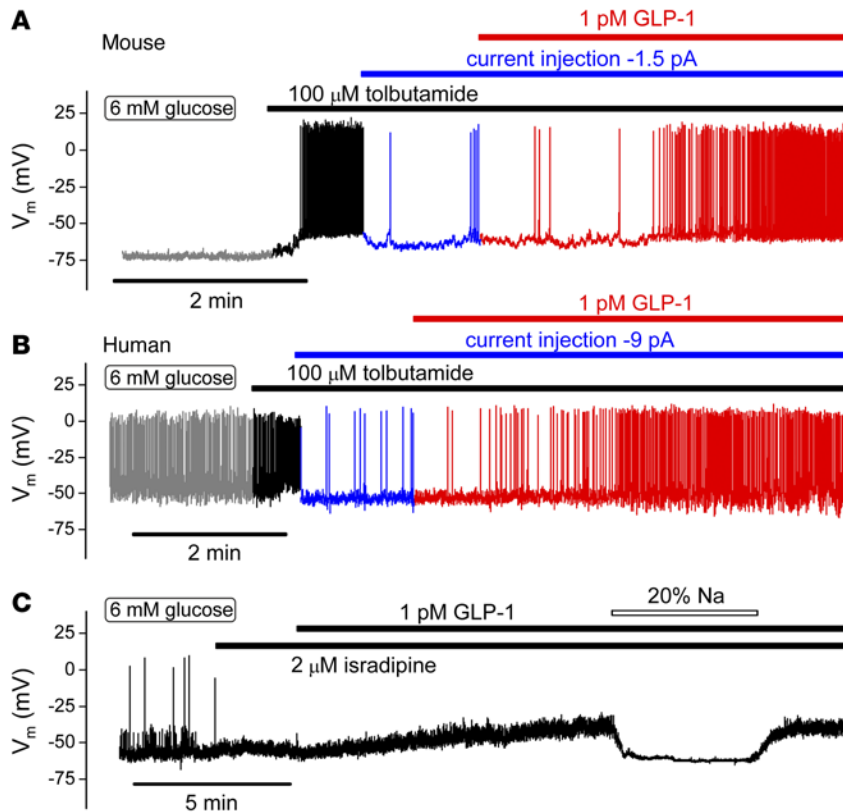 A
Mouse
1 pM GLP-1
current injection -1.5 pA
100 μM tolbutamide
6 mM glucose
25
0
-25
-50
-75
Vm (mV)
2 min
B
Human
1 pM GLP-1
current injection -9 pA
100 μM tolbutamide
6 mM glucose
25
0
-25
-50
-75
Vm (mV)
2 min
C
6 mM glucose
1 pM GLP-1
20% Na
2 μM isradipine
25
0
-25
-50
-75
Vm (mV)
5 min